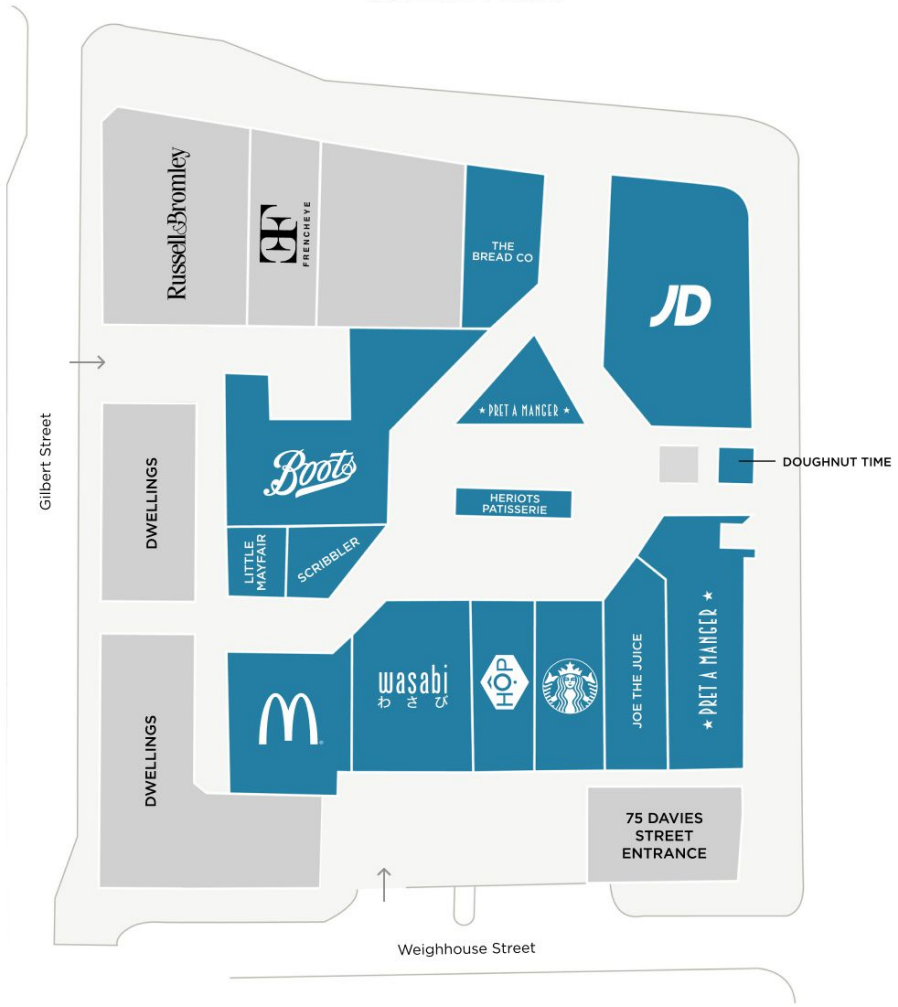 Russell&Bromley
EF
FRENCHEYE
THE
BREAD CO
JD
★ PRET A MANGER ★
DOUGHNUT TIME
Gilbert Street
DWELLINGS
Boots
HERIOTS
PATISSERIE
LITTLE
MAYFAIR
SCRIBBLER
DWELLINGS
M
wasabi
わさび
HOP
JOE THE JUICE
★ PRET A MANGER ★
75 DAVIES
STREET
ENTRANCE
Weighhouse Street